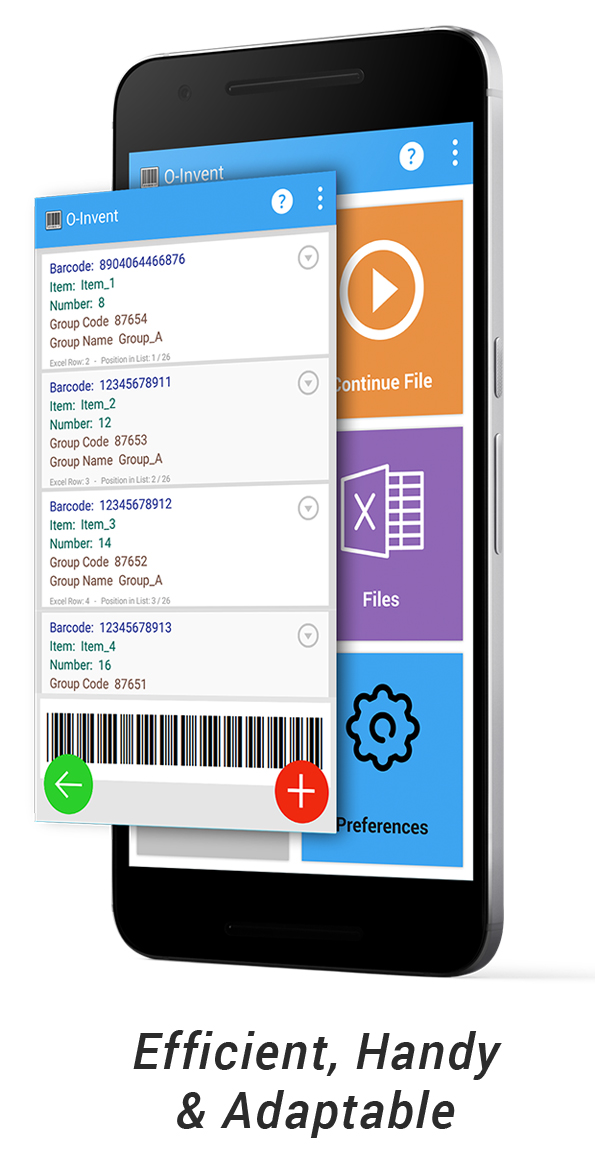 O-Invent
?
O-Invent
?
Barcode: 8904064466876
Item: Item_1
Number: 8
Group Code 87654
Group Name Group_A
Excel Row: 2 - Position in List: 1 / 26
Barcode: 12345678911
Item: Item_2
Number: 12
Group Code 87653
Group Name Group_A
Excel Row: 3 - Position in List: 2 / 26
Barcode: 12345678912
Item: Item_3
Number: 14
Group Code 87652
Group Name Group_A
Excel Row: 4 - Position in List: 3 / 26
Barcode: 12345678913
Item: Item_4
Number: 16
Group Code 87651
Continue File
X
Files
Preferences
Efficient, Handy
& Adaptable